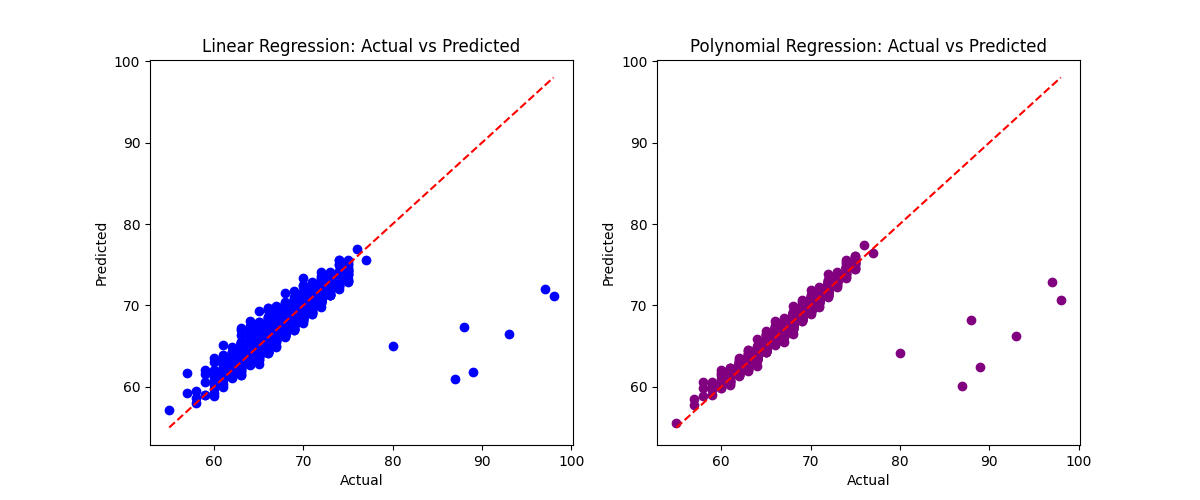 Linear Regression: Actual vs Predicted
100
90
80
70
60
Predicted
60 70 80 90 100
Actual
Polynomial Regression: Actual vs Predicted
100
90
80
70
60
Predicted
60 70 80 90 100
Actual